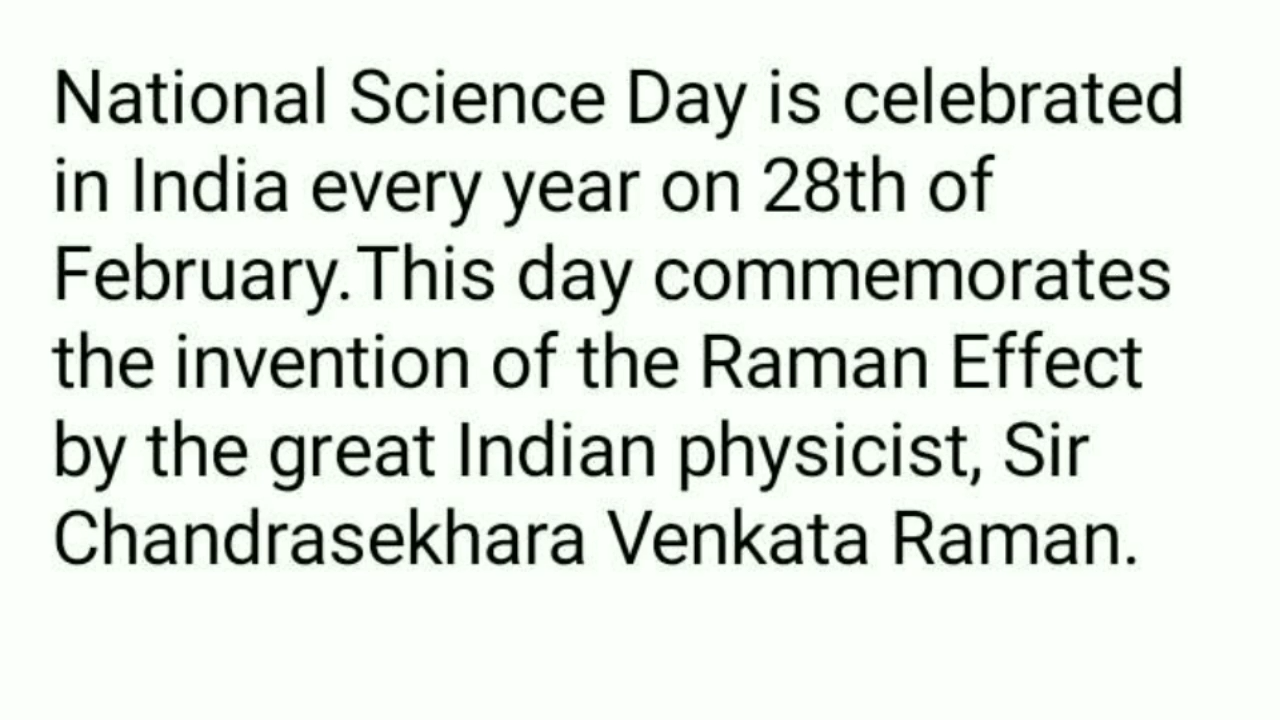 National Science Day is celebrated
in India every year on 28th of
February.This day commemorates
the invention of the Raman Effect
by the great Indian physicist, Sir
Chandrasekhara Venkata Raman.